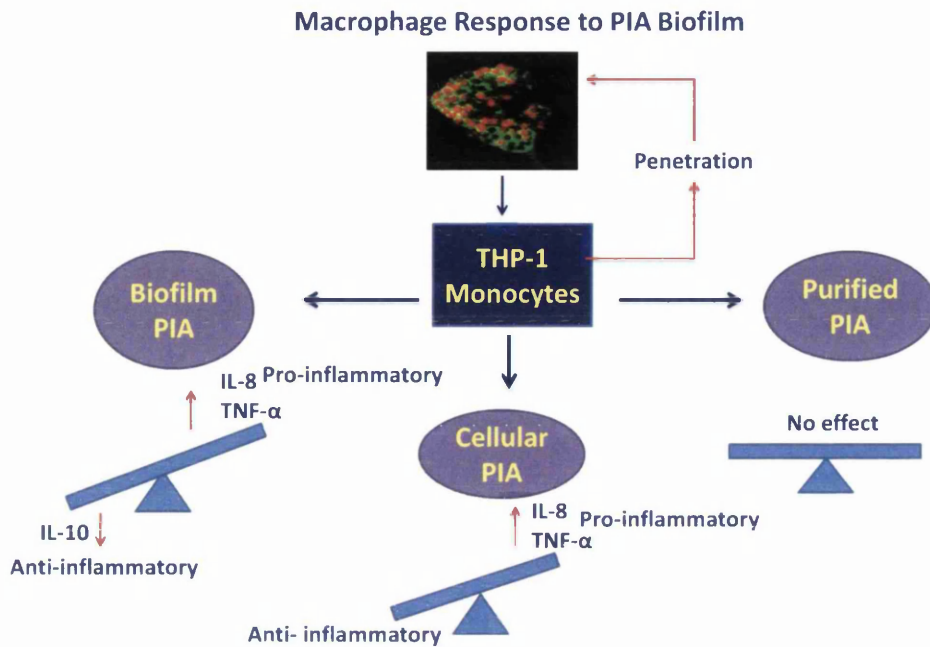 Macrophage Response to PIA Biofilm
Penetration
THP-1
Monocytes
Biofilm
PIA
Purified
PIA
IL-8 Pro-inflammatory
TNF-α
Cellular
PIA
No effect
IL-10
Anti-inflammatory
IL-8 Pro-inflammatory
TNF-α
Anti- inflammatory